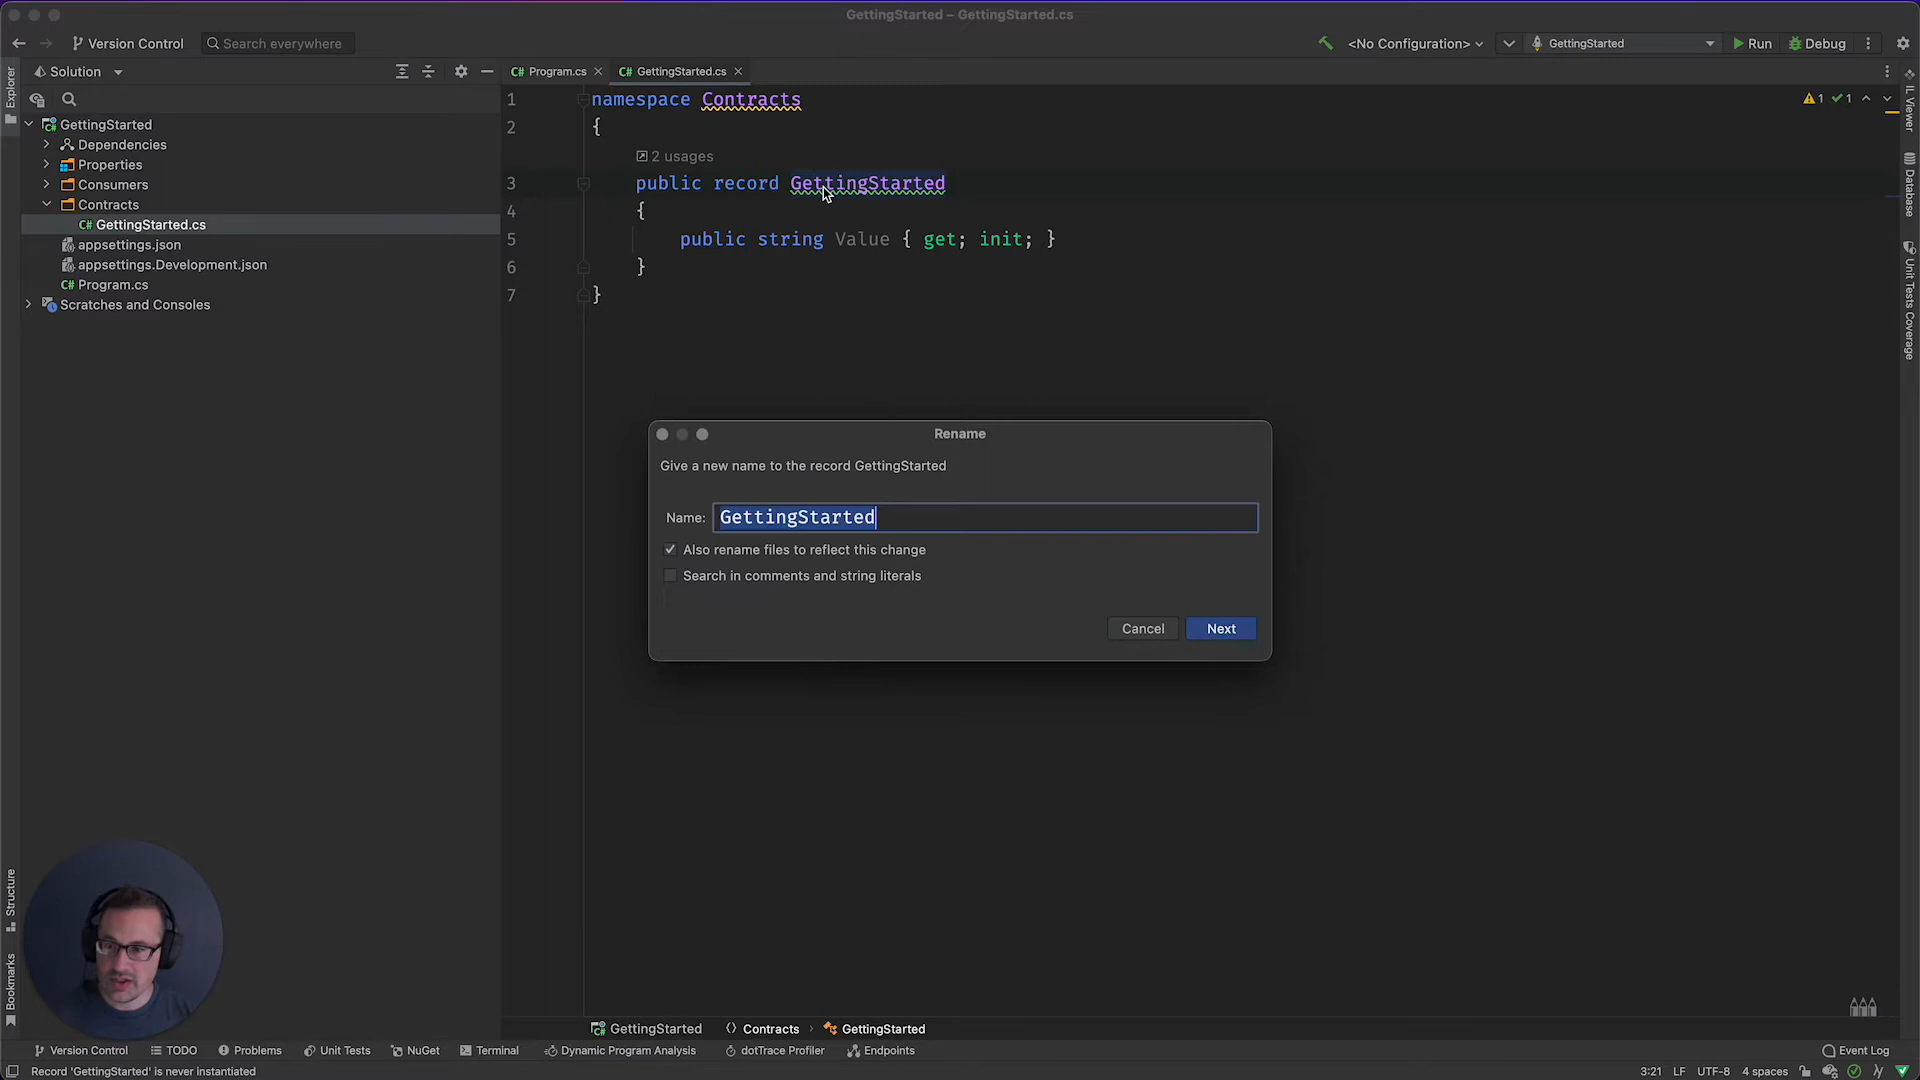 GettingStarted – GettingStarted.cs
Version Control
Search everywhere
<No Configuration>
GettingStarted
Run
Debug
Explorer
Solution
Program.cs
GettingStarted.cs
GettingStarted
Dependencies
Properties
Consumers
Contracts
GettingStarted.cs
appsettings.json
appsettings.Development.json
Program.cs
Scratches and Consoles
1 namespace Contracts
2 {
2 usages
3 public record GettingStarted
4 {
5 public string Value { get; init; }
6 }
7 }
1 1
IL Viewer
Database
Unit Tests Coverage
Rename
Give a new name to the record GettingStarted
Name: GettingStarted
Also rename files to reflect this change
Search in comments and string literals
Cancel Next
Structure
Bookmarks
GettingStarted Contracts GettingStarted
Version Control TODO Problems Unit Tests NuGet Terminal Dynamic Program Analysis dotTrace Profiler Endpoints Event Log
Record 'GettingStarted' is never instantiated
3:21 LF UTF-8 4 spaces